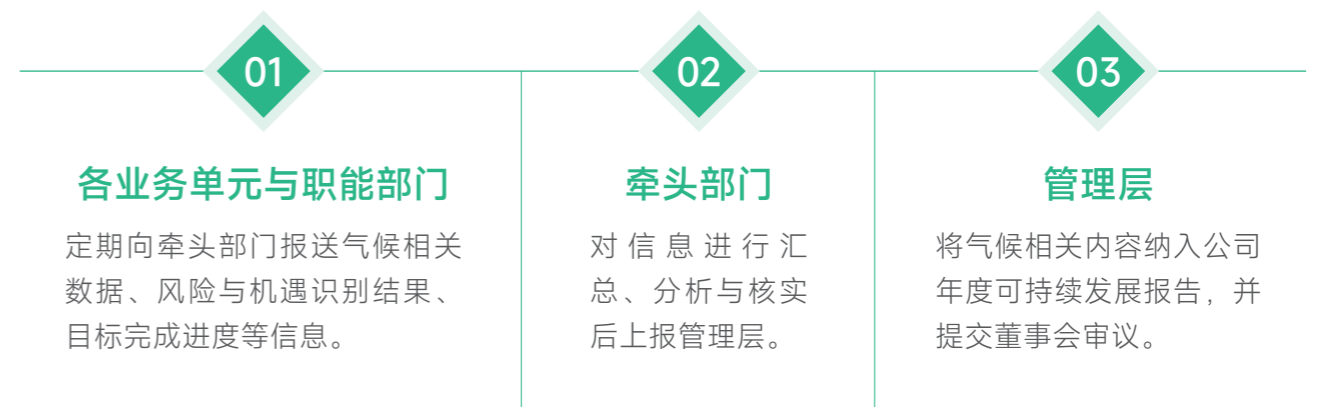 01
各业务单元与职能部门
定期向牵头部门报送气候相关
数据、风险与机遇识别结果、
目标完成进度等信息。
02
牵头部门
对信息进行汇
总、分析与核实
后上报管理层。
03
管理层
将气候相关内容纳入公司
年度可持续发展报告，并
提交董事会审议。